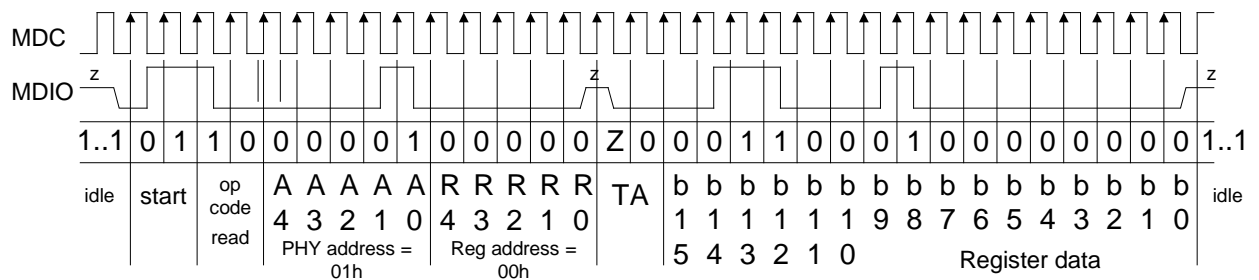 MDC
MDIO
z
z
z
1..1 0 1 1 0 0 0 0 0 1 0 0 0 0 0 Z 0 0 0 1 1 0 0 0 1 0 0 0 0 0 0 0 0 1..1
idle
start
op
code
read
A A A A A
4 3 2 1 0
PHY address =
01h
R R R R R
4 3 2 1 0
Reg address =
00h
TA
b b b b b b b b b b b b b b b b
1 1 1 1 1 1 9 8 7 6 5 4 3 2 1 0
5 4 3 2 1 0
Register data
idle